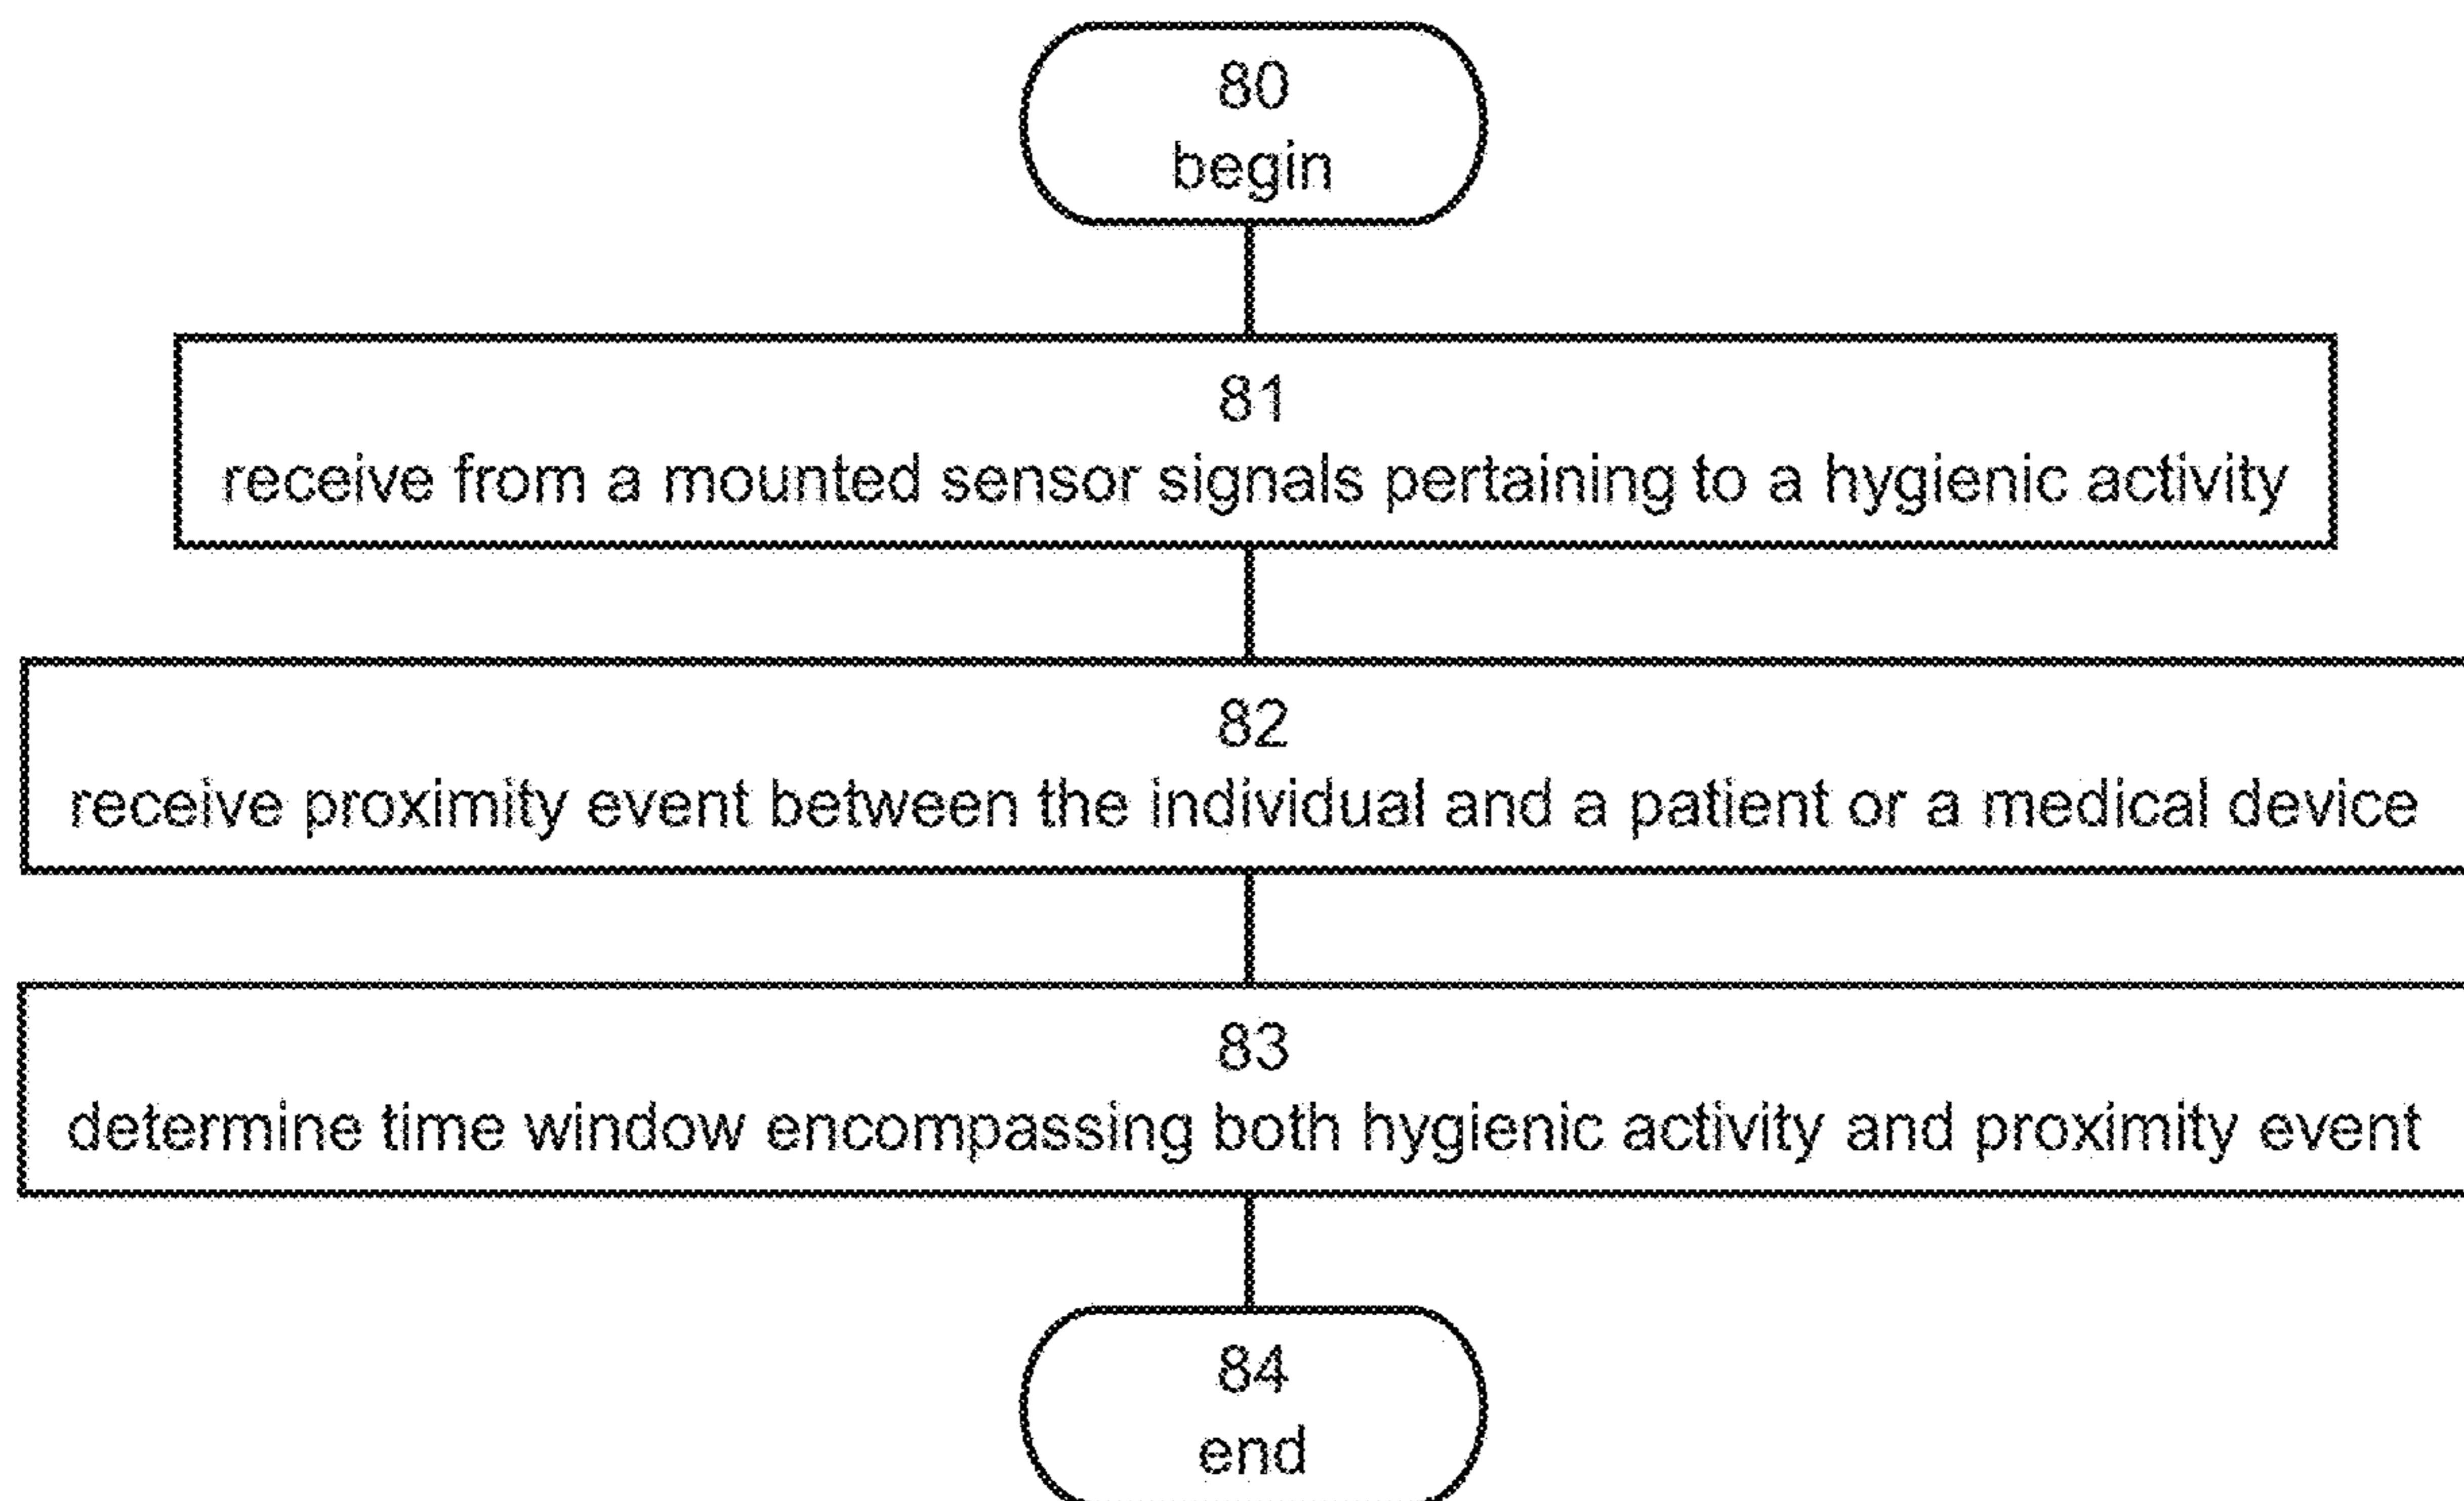 80
begin
81
receive from a mounted sensor signals pertaining to a hygienic activity
82
receive proximity event between the individual and a patient or a medical device
83
determine time window encompassing both hygienic activity and proximity event
84
end